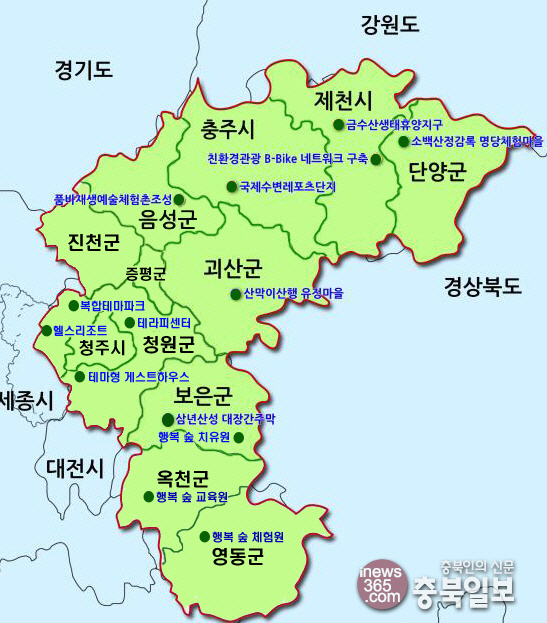 강원도
경기도
제천시
충주시
금수산생태휴양지구
소백산정감록 명당체험마을
친환경관광 B-Bike 네트워크 구축
단양군
국제수변레포츠단지
풀바재생예술체험촌조성
음성군
진천군
증평군
괴산군
경상북도
산막이산행 유정마을
복합테마파크
테라피센터
헬스리조트
청주시
청원군
테마형 게스트하우스
보은군
세종시
삼년산성 대장간주막
행복 숲 치유원
대전시
옥천군
행복 숲 교육원
행복 숲 체험원
영동군
inews
365
.com
충북인의 신문
충북일보